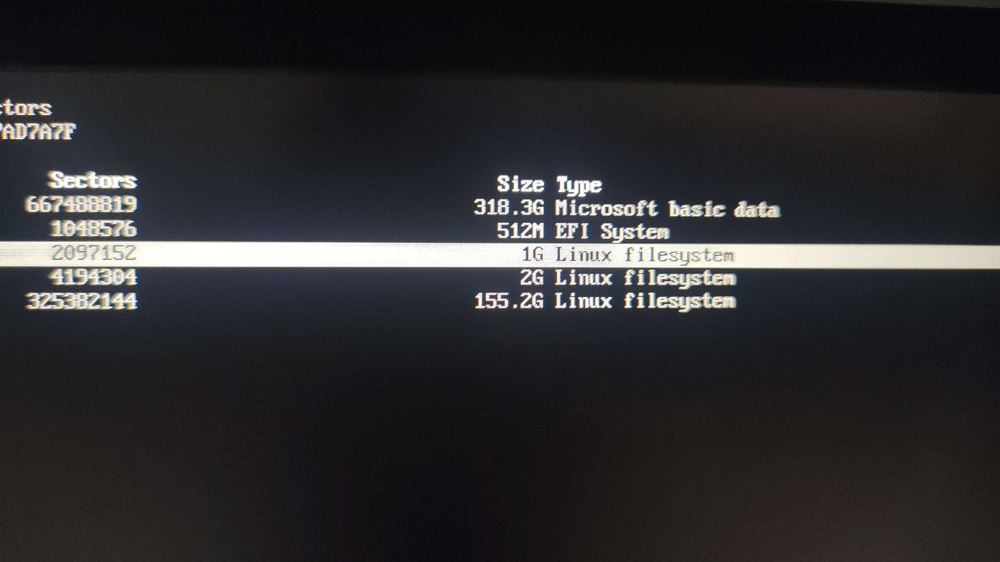 ctors
7AD7A7F
Sectors Size Type
667488819 318.3G Microsoft basic data
1048576 512M EFI System
2097152 1G Linux filesystem
4194304 2G Linux filesystem
325382144 155.2G Linux filesystem